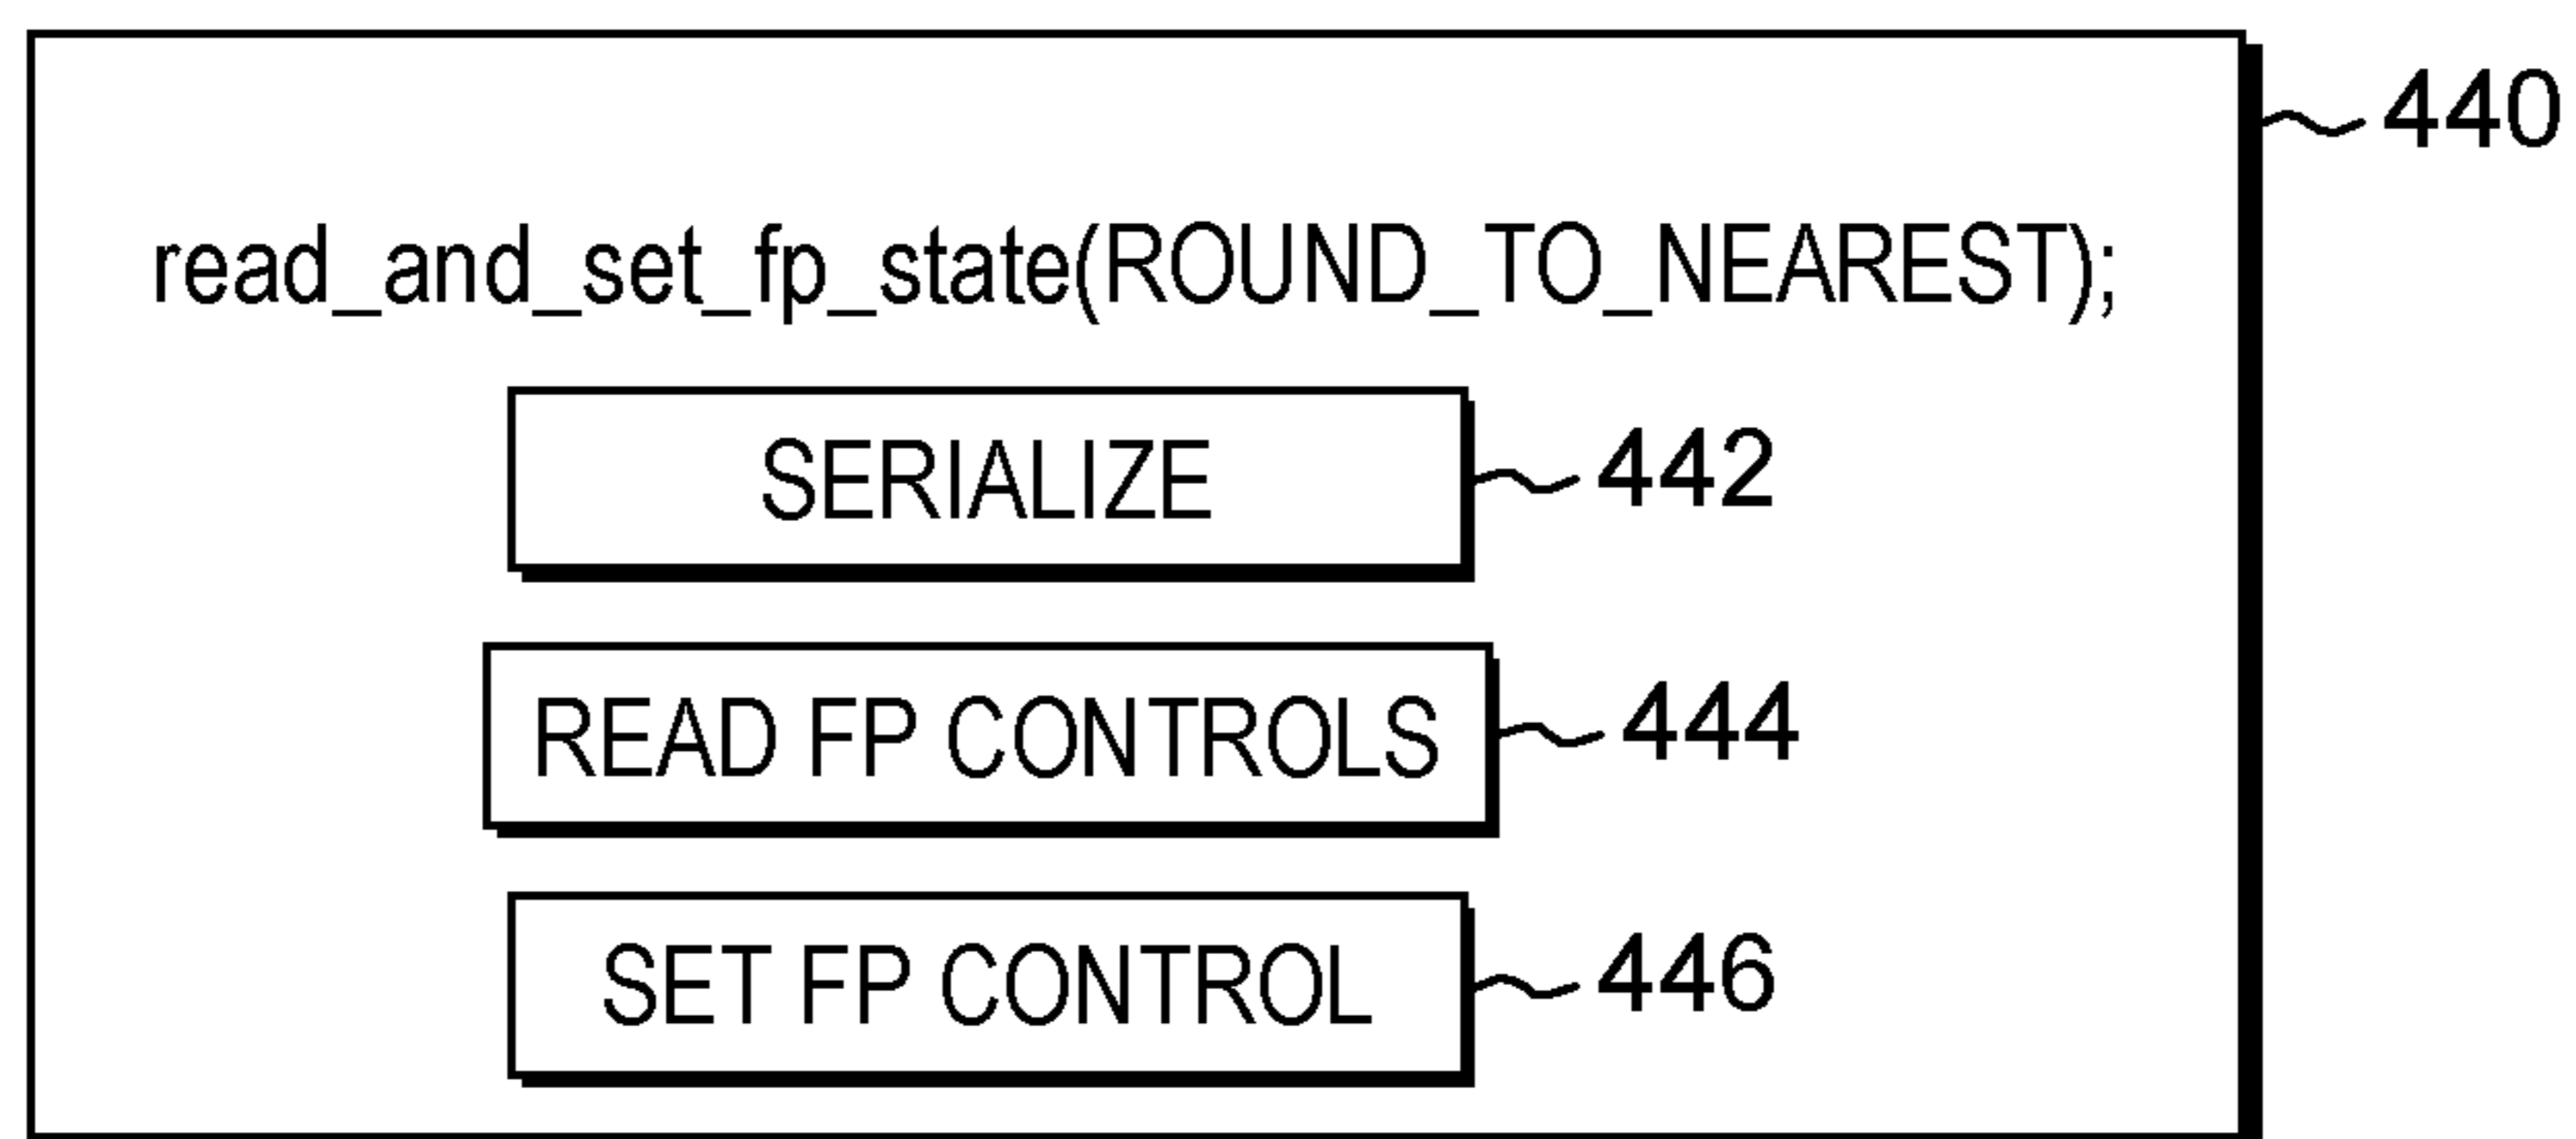 440
read_and_set_fp_state(ROUND_TO_NEAREST);
SERIALIZE 442
READ FP CONTROLS 444
SET FP CONTROL 446